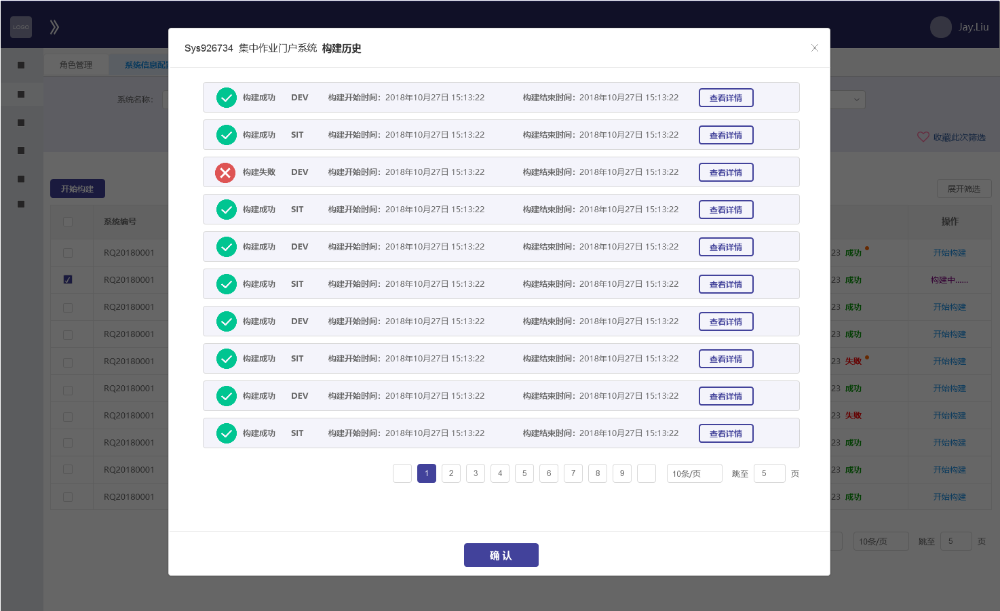 LOGO
Jay.Liu
Sys926734 集中作业门户系统 构建历史
角色管理 系统信息配
系统名称：
收藏此次筛选
开始构建
展开筛选
系统编号
操作
RQ20180001
23 成功 开始构建
RQ20180001
23 成功 构建中......
RQ20180001
23 成功 开始构建
RQ20180001
23 成功 开始构建
RQ20180001
23 失败 开始构建
RQ20180001
23 成功 开始构建
RQ20180001
23 失败 开始构建
RQ20180001
23 成功 开始构建
RQ20180001
23 成功 开始构建
RQ20180001
23 成功 开始构建
10条/页 跳至 5 页
构建成功 DEV 构建开始时间：2018年10月27日 15:13:22 构建结束时间：2018年10月27日 15:13:22 查看详情
构建成功 SIT 构建开始时间：2018年10月27日 15:13:22 构建结束时间：2018年10月27日 15:13:22 查看详情
构建失败 DEV 构建开始时间：2018年10月27日 15:13:22 构建结束时间：2018年10月27日 15:13:22 查看详情
构建成功 SIT 构建开始时间：2018年10月27日 15:13:22 构建结束时间：2018年10月27日 15:13:22 查看详情
构建成功 DEV 构建开始时间：2018年10月27日 15:13:22 构建结束时间：2018年10月27日 15:13:22 查看详情
构建成功 SIT 构建开始时间：2018年10月27日 15:13:22 构建结束时间：2018年10月27日 15:13:22 查看详情
构建成功 DEV 构建开始时间：2018年10月27日 15:13:22 构建结束时间：2018年10月27日 15:13:22 查看详情
构建成功 SIT 构建开始时间：2018年10月27日 15:13:22 构建结束时间：2018年10月27日 15:13:22 查看详情
构建成功 DEV 构建开始时间：2018年10月27日 15:13:22 构建结束时间：2018年10月27日 15:13:22 查看详情
构建成功 SIT 构建开始时间：2018年10月27日 15:13:22 构建结束时间：2018年10月27日 15:13:22 查看详情
1 2 3 4 5 6 7 8 9 10条/页 跳至 5 页
确 认